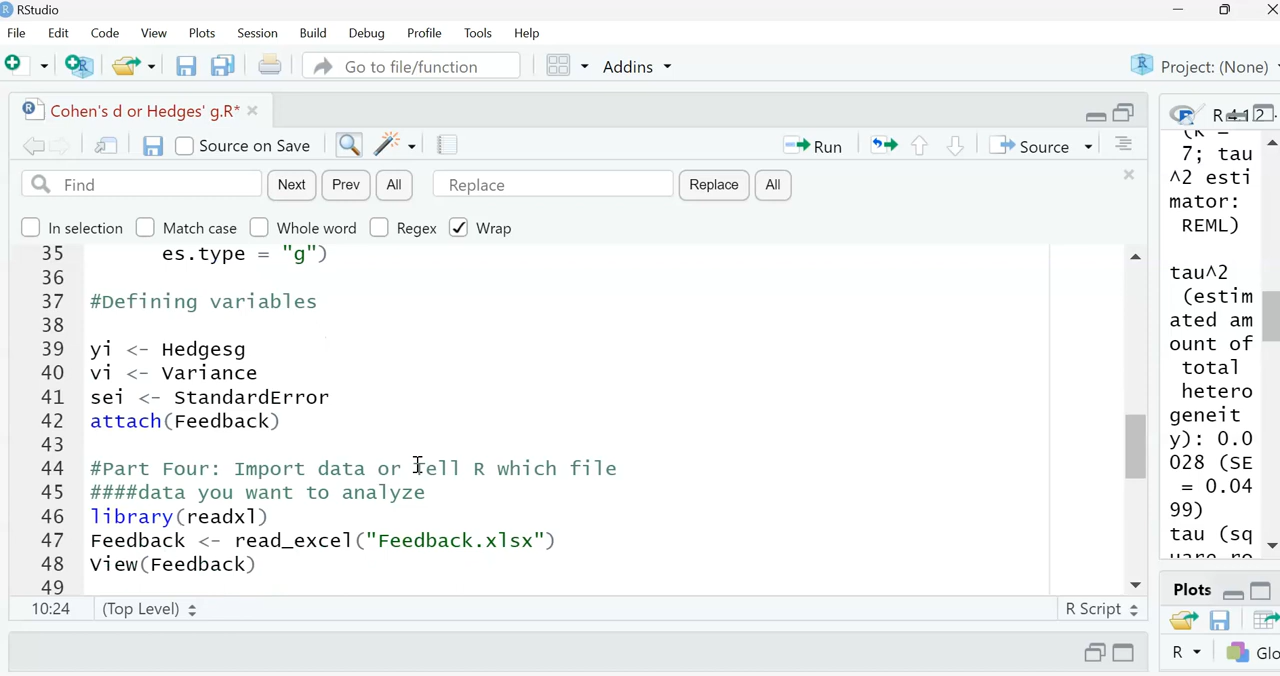 RStudio
File Edit Code View Plots Session Build Debug Profile Tools Help
Go to file/function Addins Project: (None)
Cohen's d or Hedges' g.R*
Source on Save Run Source
Find Next Prev All Replace Replace All
In selection Match case Whole word Regex Wrap
35 es.type = "g")
36
37 #Defining variables
38
39 yi <- Hedgesg
40 vi <- Variance
41 sei <- StandardError
42 attach(Feedback)
43
44 #Part Four: Import data or Tell R which file
45 ####data you want to analyze
46 library(readxl)
47 Feedback <- read_excel("Feedback.xlsx")
48 View(Feedback)
49
10:24 (Top Level) R Script
7; tau
^2 esti
mator:
REML)
tau^2
(estim
ated am
ount of
total
hetero
geneit
y): 0.0
028 (SE
= 0.04
99)
tau (sq
Plots
R Glo